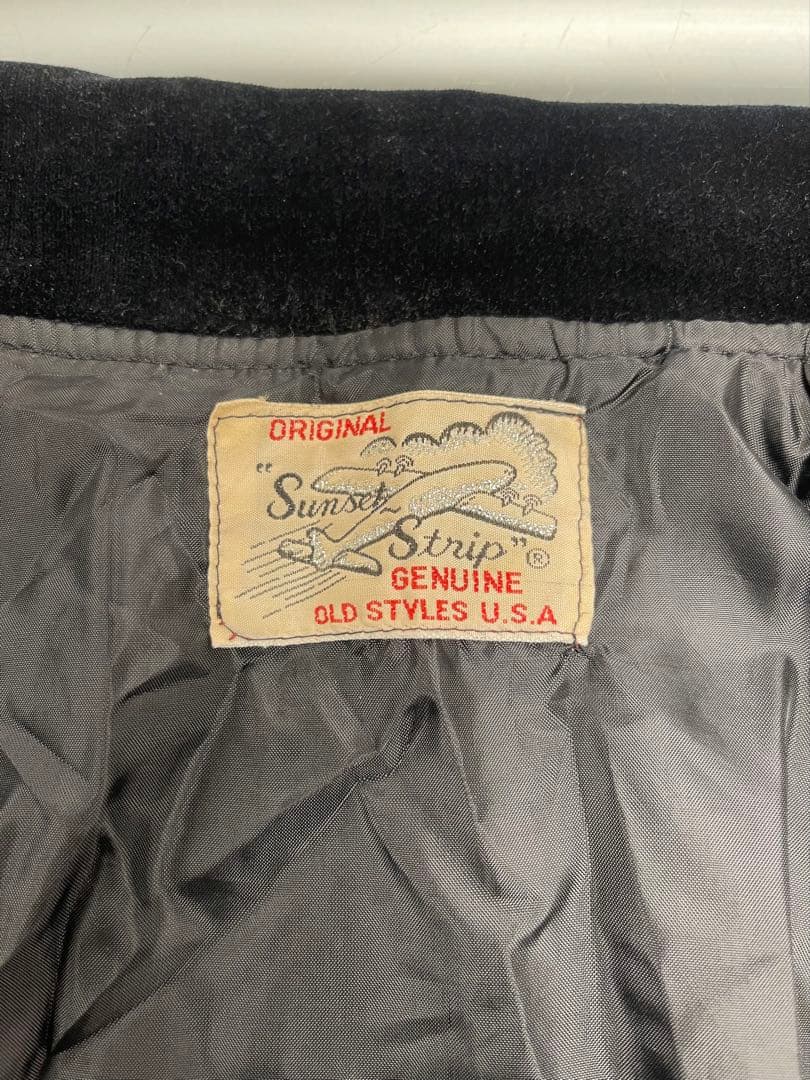 ORIGINAL
"Sunset
Strip"®
GENUINE
OLD STYLES U.S.A